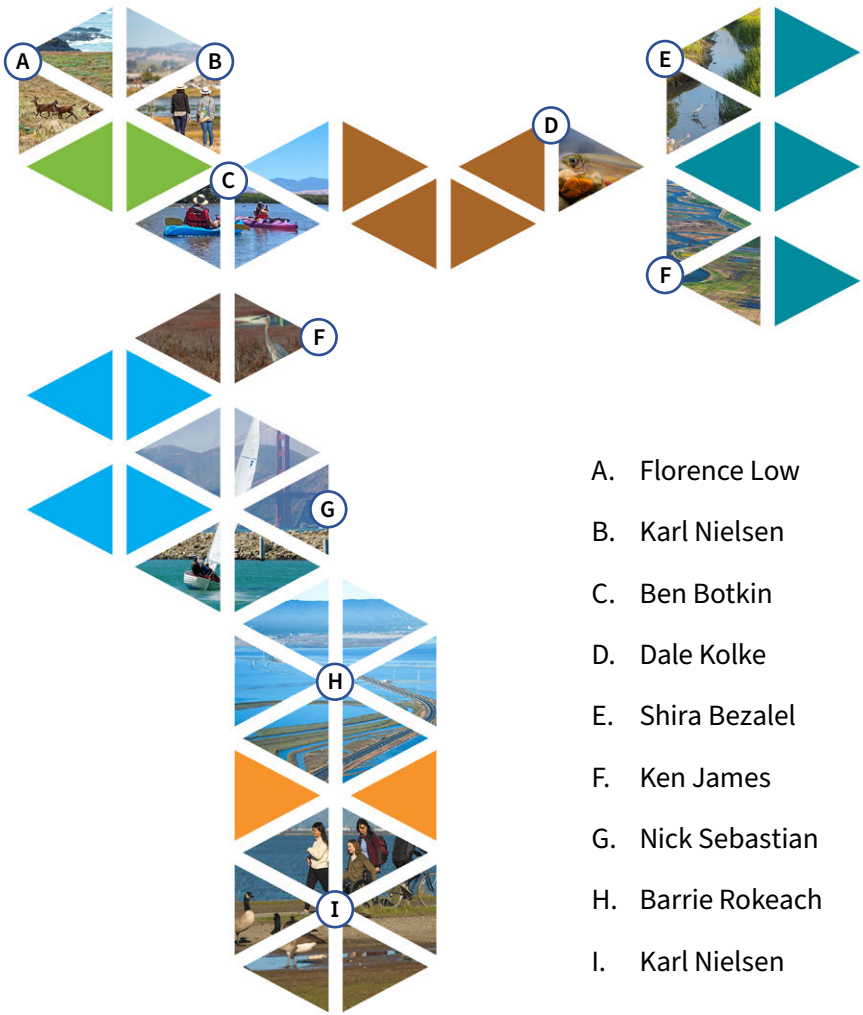 A
B
E
D
C
F
F
G
H
I
A. Florence Low
B. Karl Nielsen
C. Ben Botkin
D. Dale Kolke
E. Shira Bezalel
F. Ken James
G. Nick Sebastian
H. Barrie Rokeach
I. Karl Nielsen